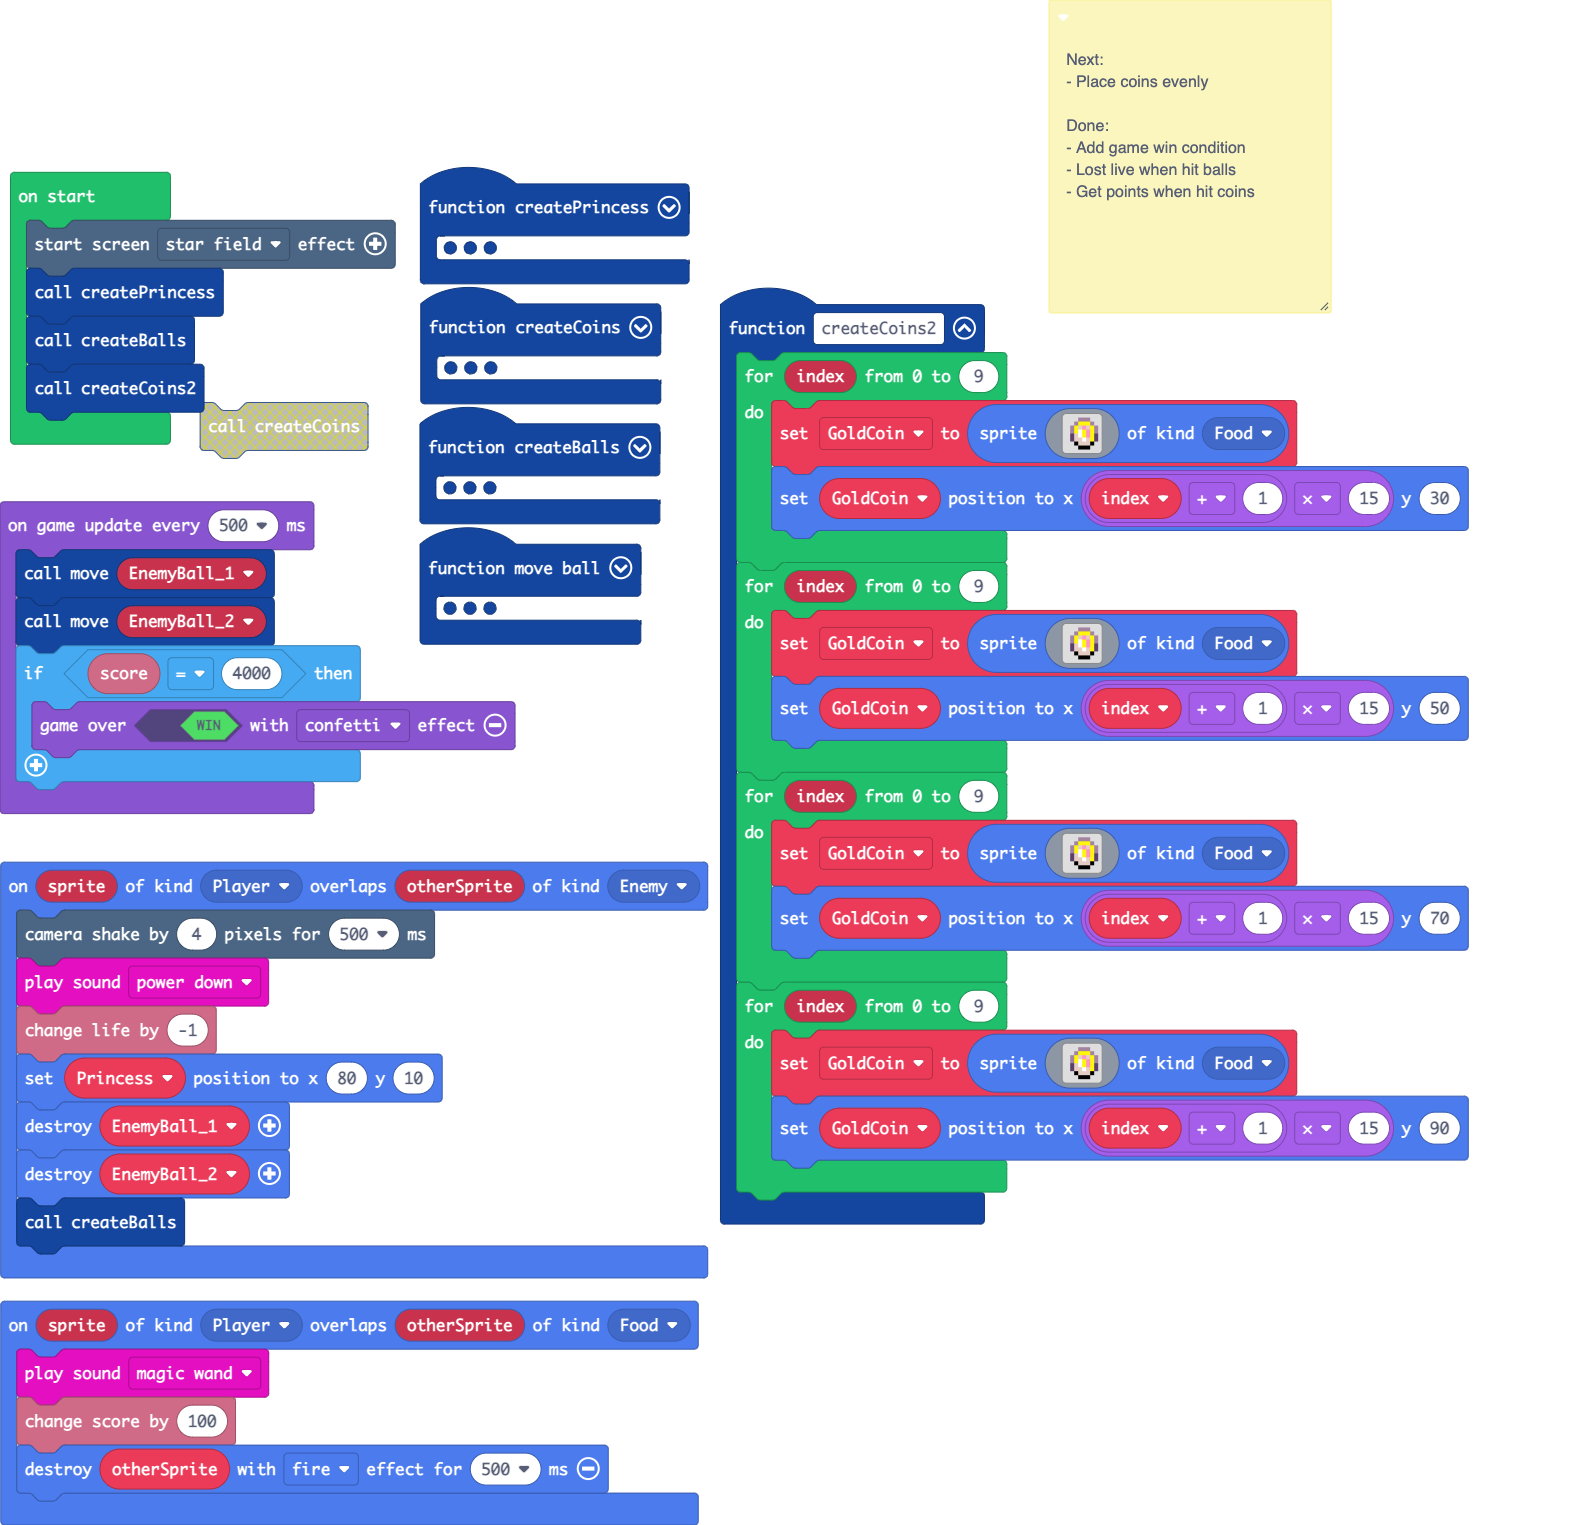 Next:
- Place coins evenly
Done:
- Add game win condition
- Lost live when hit balls
- Get points when hit coins
on start
start screen star field effect
call createPrincess
call createBalls
call createCoins2
call createCoins
on game update every 500 ms
call move EnemyBall_1
call move EnemyBall_2
if score = 4000 then
game over WIN with confetti effect
on sprite of kind Player overlaps otherSprite of kind Enemy
camera shake by 4 pixels for 500 ms
play sound power down
change life by -1
set Princess position to x 80 y 10
destroy EnemyBall_1
destroy EnemyBall_2
call createBalls
on sprite of kind Player overlaps otherSprite of kind Food
play sound magic wand
change score by 100
destroy otherSprite with fire effect for 500 ms
function createPrincess
function createCoins
function createBalls
function move ball
function createCoins2
for index from 0 to 9
do
set GoldCoin to sprite of kind Food
set GoldCoin position to x index + 1 × 15 y 30
for index from 0 to 9
do
set GoldCoin to sprite of kind Food
set GoldCoin position to x index + 1 × 15 y 50
for index from 0 to 9
do
set GoldCoin to sprite of kind Food
set GoldCoin position to x index + 1 × 15 y 70
for index from 0 to 9
do
set GoldCoin to sprite of kind Food
set GoldCoin position to x index + 1 × 15 y 90